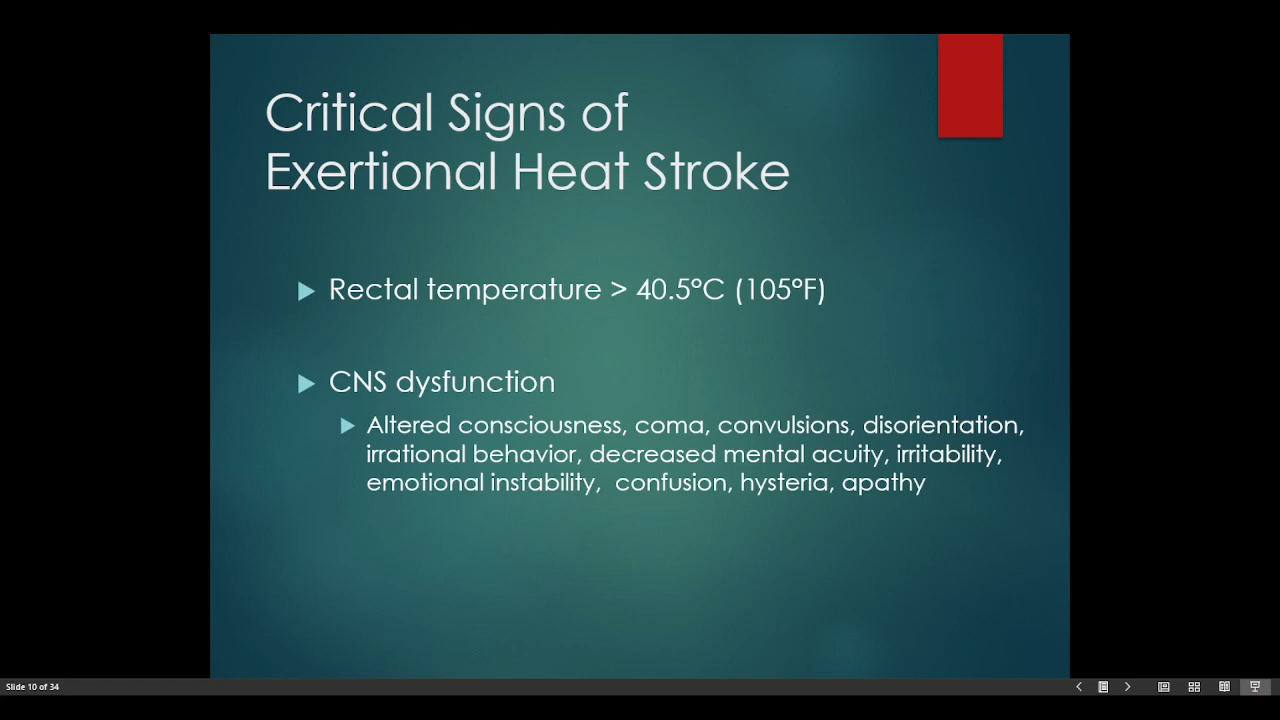 Critical Signs of
Exertional Heat Stroke
Rectal temperature > 40.5°C (105°F)
CNS dysfunction
Altered consciousness, coma, convulsions, disorientation,
irrational behavior, decreased mental acuity, irritability,
emotional instability,  confusion, hysteria, apathy
Slide 10 of 34